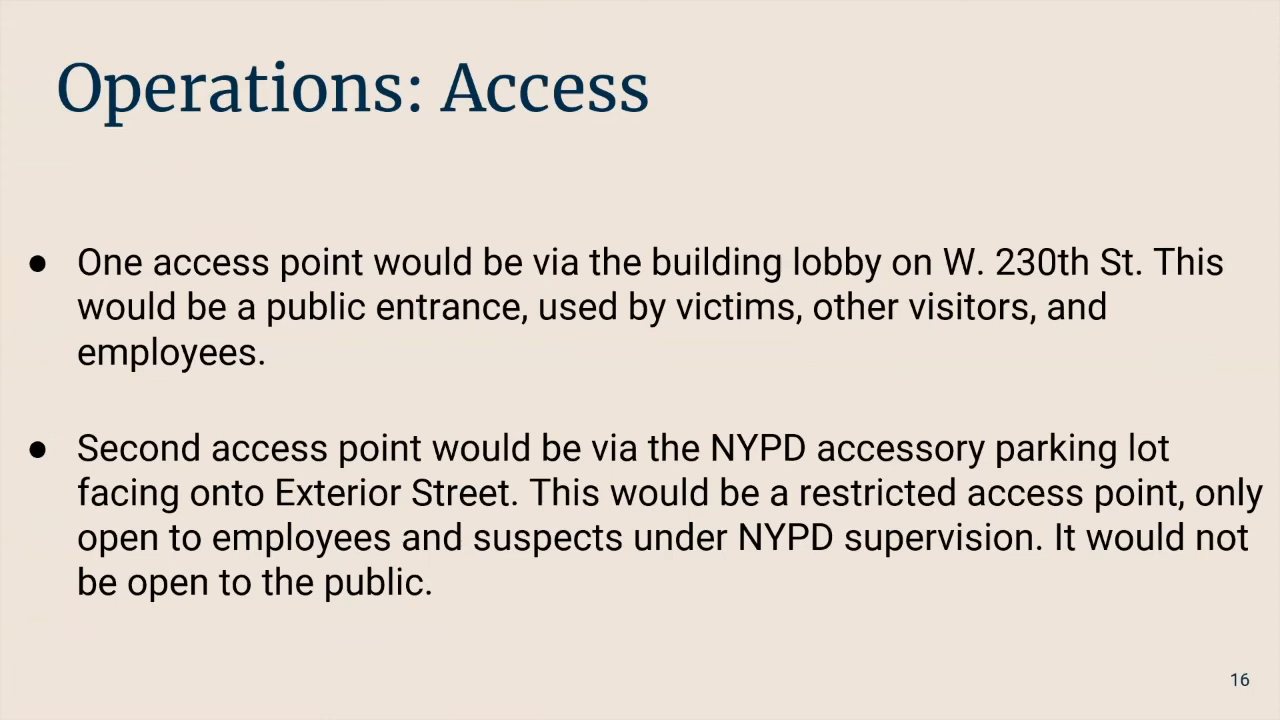 Operations: Access
● One access point would be via the building lobby on W. 230th St. This
would be a public entrance, used by victims, other visitors, and
employees.
● Second access point would be via the NYPD accessory parking lot
facing onto Exterior Street. This would be a restricted access point, only
open to employees and suspects under NYPD supervision. It would not
be open to the public.
16